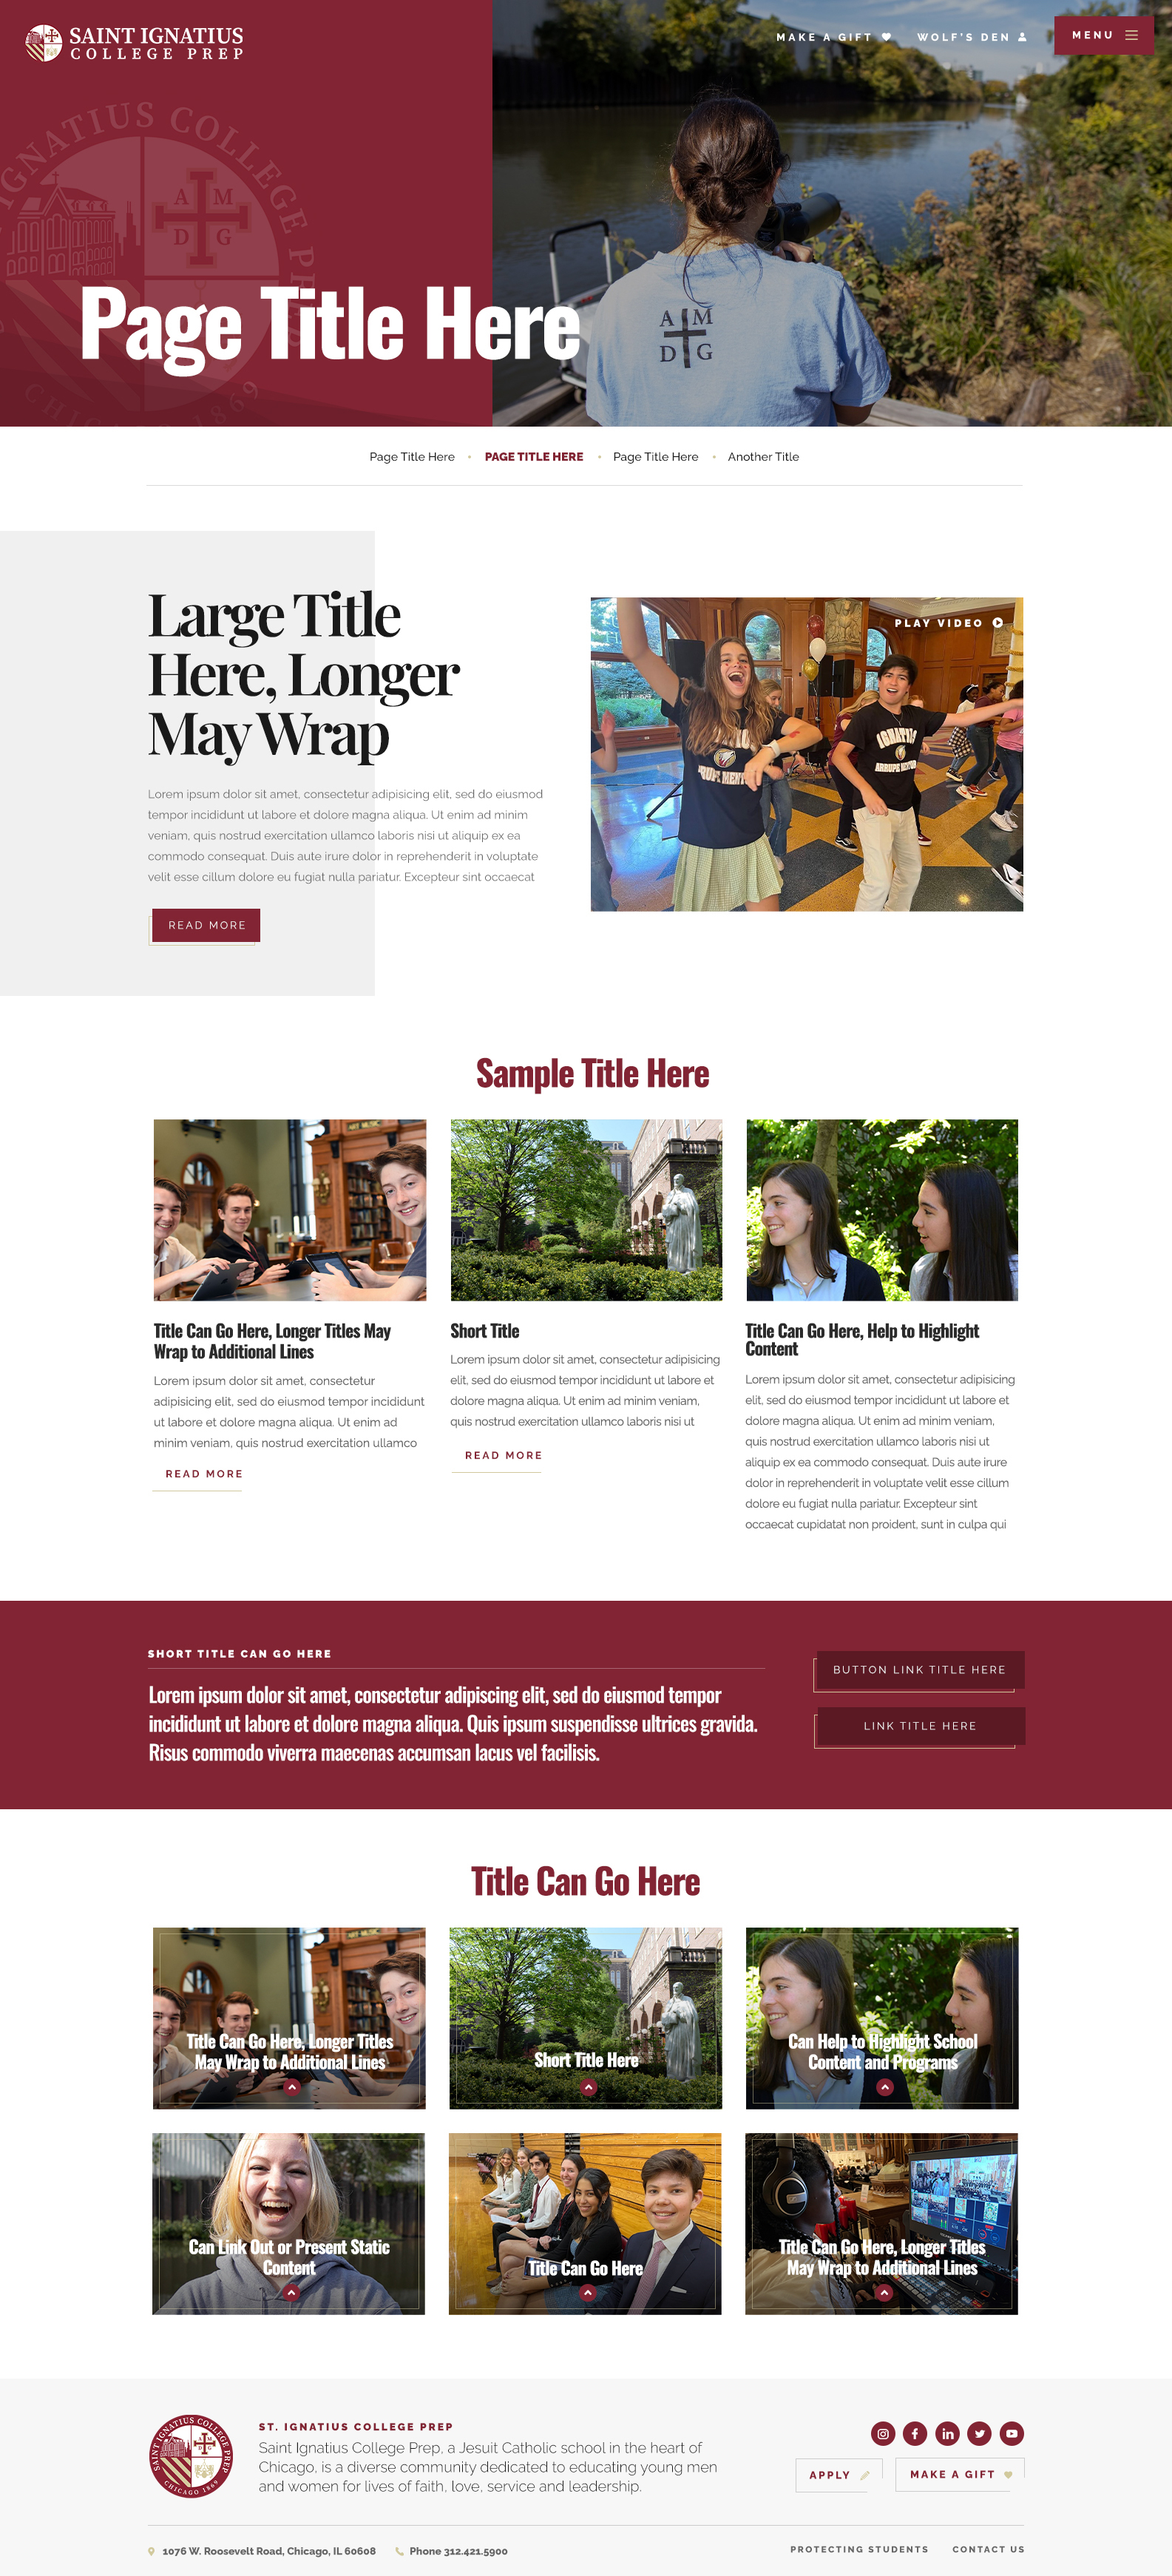 SAINT IGNATIUS
COLLEGE PREP
MAKE A GIFT
WOLF'S DEN
MENU
IGNATIUS COLLEGE PREP
CHICAGO 1869
A M
D G
Page Title Here
A M
D G
Page Title Here • PAGE TITLE HERE • Page Title Here • Another Title
Large Title
Here, Longer
May Wrap
Lorem ipsum dolor sit amet, consectetur adipisicing elit, sed do eiusmod
tempor incididunt ut labore et dolore magna aliqua. Ut enim ad minim
veniam, quis nostrud exercitation ullamco laboris nisi ut aliquip ex ea
commodo consequat. Duis aute irure dolor in reprehenderit in voluptate
velit esse cillum dolore eu fugiat nulla pariatur. Excepteur sint occaecat
READ MORE
PLAY VIDEO
ARRUPE
Sample Title Here
Title Can Go Here, Longer Titles May
Wrap to Additional Lines
Lorem ipsum dolor sit amet, consectetur
adipisicing elit, sed do eiusmod tempor incididunt
ut labore et dolore magna aliqua. Ut enim ad
minim veniam, quis nostrud exercitation ullamco
READ MORE
Short Title
Lorem ipsum dolor sit amet, consectetur adipisicing
elit, sed do eiusmod tempor incididunt ut labore et
dolore magna aliqua. Ut enim ad minim veniam,
quis nostrud exercitation ullamco laboris nisi ut
READ MORE
Title Can Go Here, Help to Highlight
Content
Lorem ipsum dolor sit amet, consectetur adipisicing
elit, sed do eiusmod tempor incididunt ut labore et
dolore magna aliqua. Ut enim ad minim veniam,
quis nostrud exercitation ullamco laboris nisi ut
aliquip ex ea commodo consequat. Duis aute irure
dolor in reprehenderit in voluptate velit esse cillum
dolore eu fugiat nulla pariatur. Excepteur sint
occaecat cupidatat non proident, sunt in culpa qui
SHORT TITLE CAN GO HERE
Lorem ipsum dolor sit amet, consectetur adipiscing elit, sed do eiusmod tempor
incididunt ut labore et dolore magna aliqua. Quis ipsum suspendisse ultrices gravida.
Risus commodo viverra maecenas accumsan lacus vel facilisis.
BUTTON LINK TITLE HERE
LINK TITLE HERE
Title Can Go Here
Title Can Go Here, Longer Titles
May Wrap to Additional Lines
Short Title Here
Can Help to Highlight School
Content and Programs
Can Link Out or Present Static
Content
Title Can Go Here
Title Can Go Here, Longer Titles
May Wrap to Additional Lines
SAINT IGNATIUS COLLEGE PREP
CHICAGO 1869
ST. IGNATIUS COLLEGE PREP
Saint Ignatius College Prep, a Jesuit Catholic school in the heart of
Chicago, is a diverse community dedicated to educating young men
and women for lives of faith, love, service and leadership.
APPLY
MAKE A GIFT
1076 W. Roosevelt Road, Chicago, IL 60608
Phone 312.421.5900
PROTECTING STUDENTS
CONTACT US